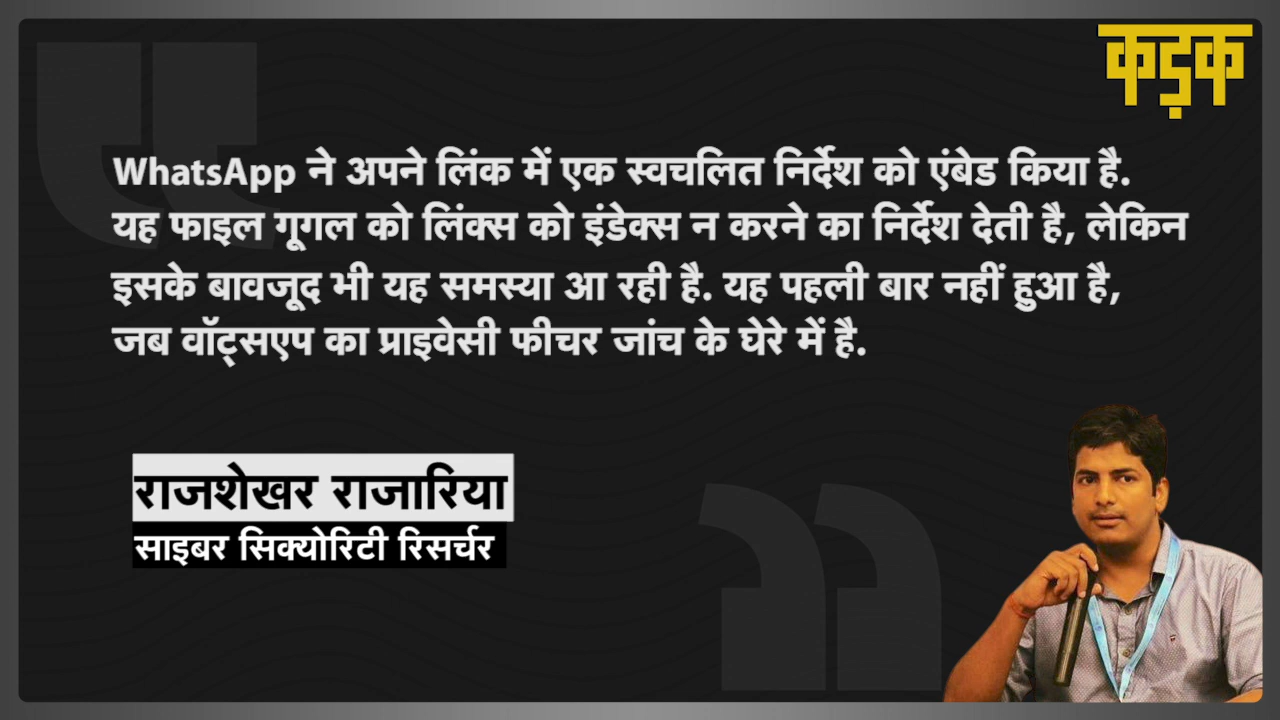 कड़क
WhatsApp ने अपने लिंक में एक स्वचलित निर्देश को एंबेड किया है.
यह फाइल गूगल को लिंक्स को इंडेक्स न करने का निर्देश देती है, लेकिन
इसके बावजूद भी यह समस्या आ रही है. यह पहली बार नहीं हुआ है,
जब वॉट्सएप का प्राइवेसी फीचर जांच के घेरे में है.
राजशेखर राजारिया
साइबर सिक्योरिटी रिसर्चर